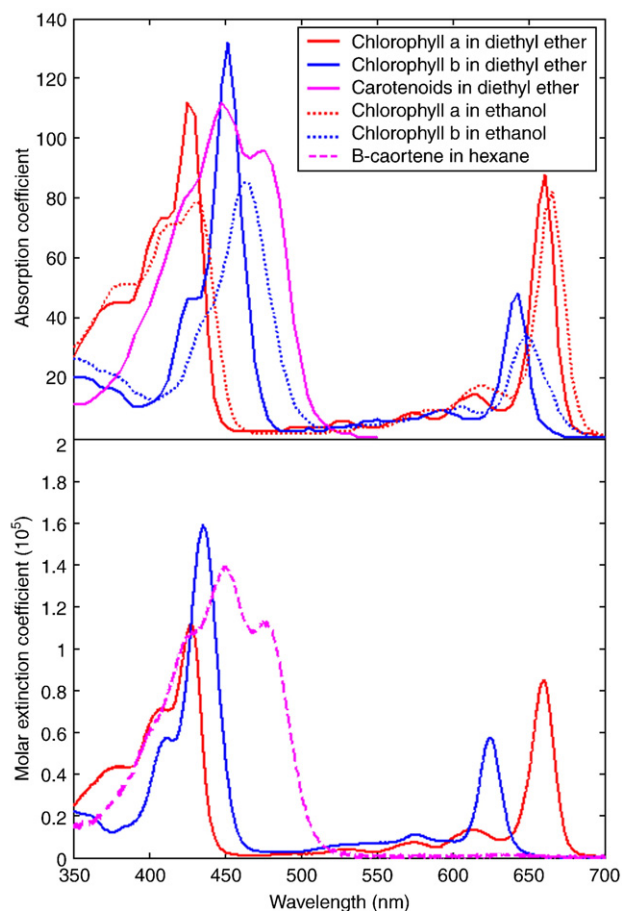 140
120
100
80
60
40
20
Absorption coefficient
Chlorophyll a in diethyl ether
Chlorophyll b in diethyl ether
Carotenoids in diethyl ether
Chlorophyll a in ethanol
Chlorophyll b in ethanol
B-caortene in hexane
2
1.8
1.6
1.4
1.2
1
0.8
0.6
0.4
0.2
0
Molar extinction coefficient (10⁵)
350 400 450 500 550 600 650 700
Wavelength (nm)